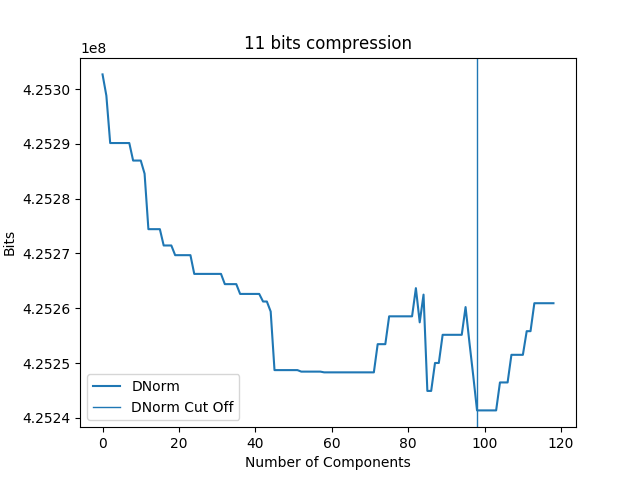 11 bits compression
1e8
4.2530
4.2529
4.2528
4.2527
4.2526
4.2525
4.2524
Bits
DNorm
DNorm Cut Off
0 20 40 60 80 100 120
Number of Components